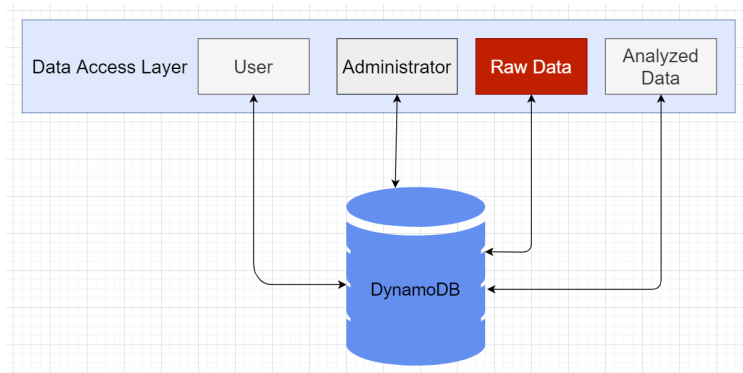 Data Access Layer
User
Administrator
Raw Data
Analyzed
Data
DynamoDB